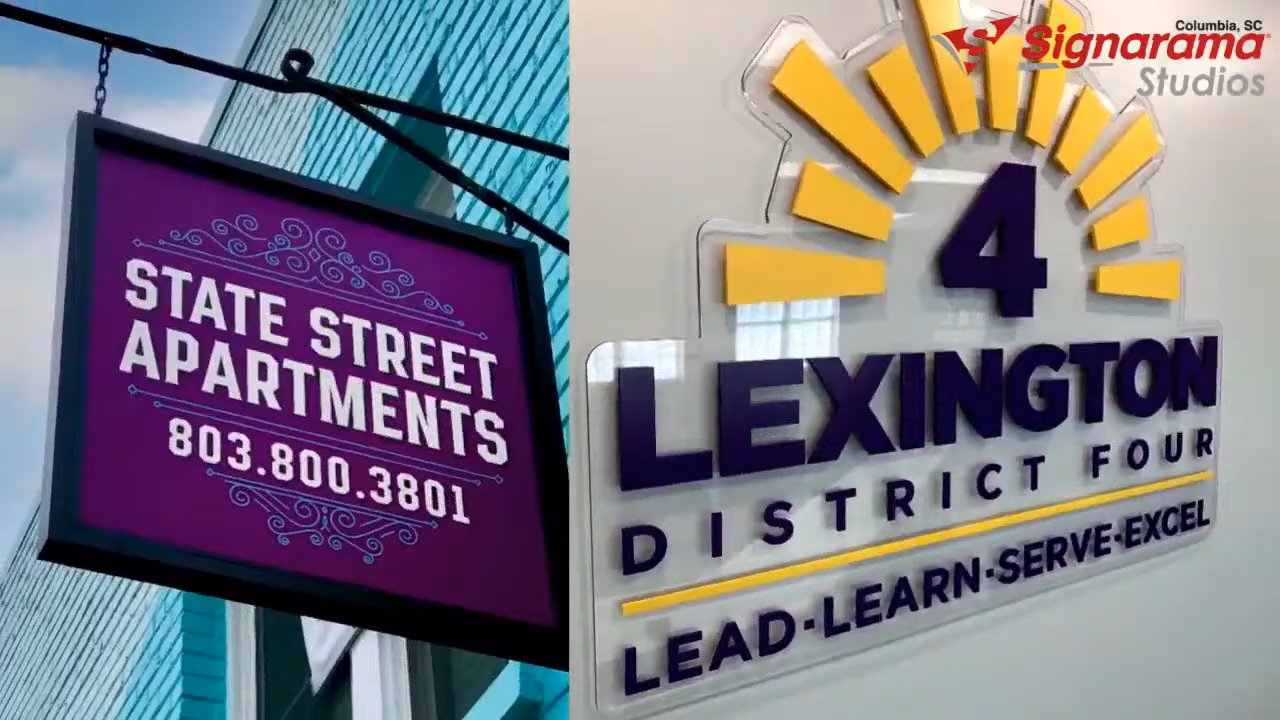 STATE STREET
APARTMENTS
803.800.3801
4
LEXINGTON
DISTRICT FOUR
LEAD·LEARN·SERVE·EXCEL
Columbia, SC
Signarama
Studios